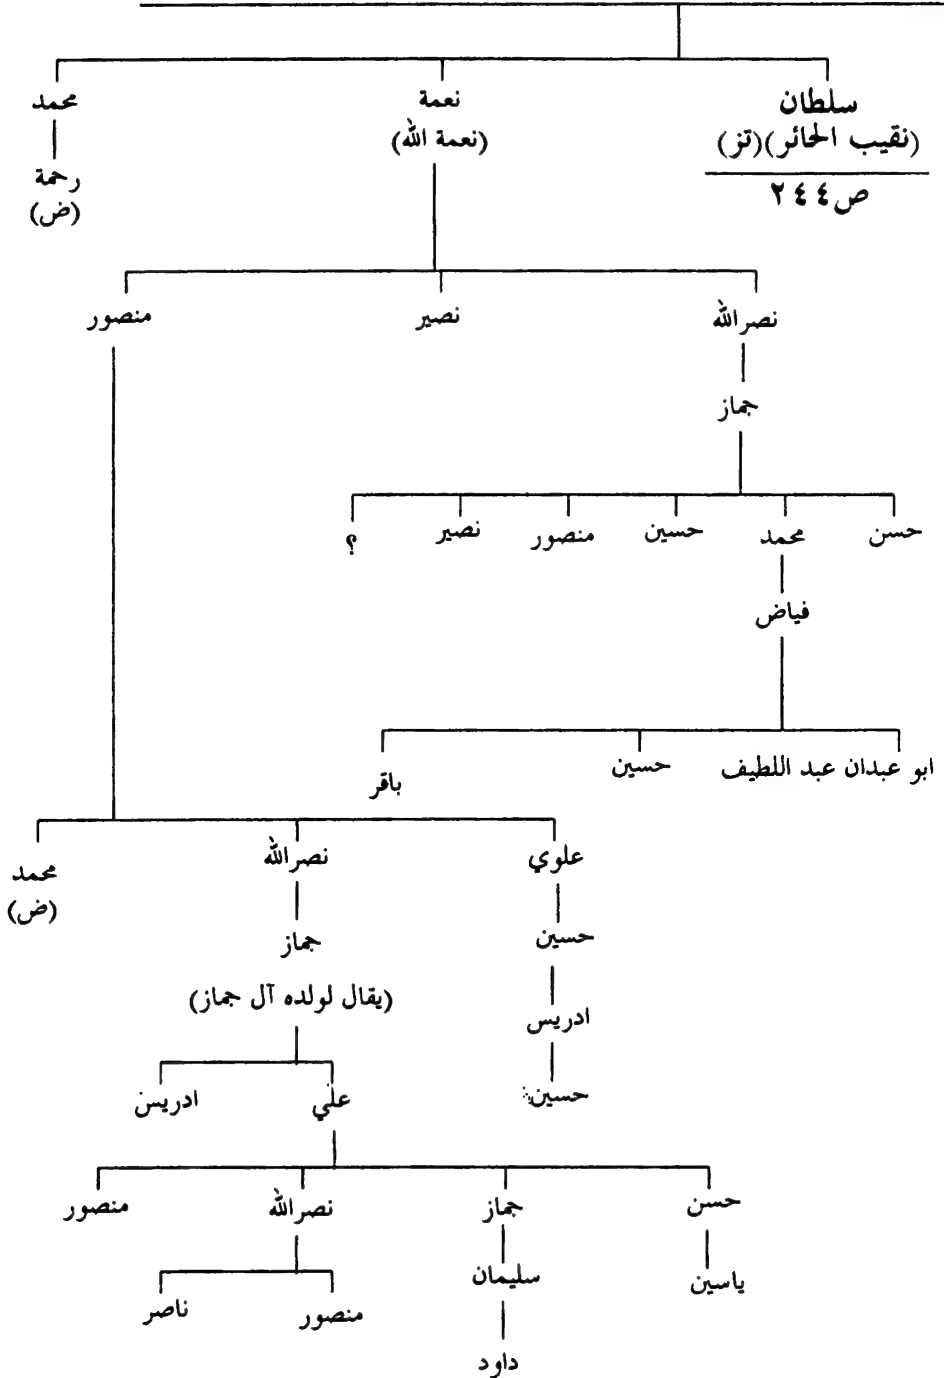 سلطان
(نقيب الحائر)(تز)
ص٢٤٤
نعمة
(نعمة الله)
محمد
رحمة
(ض)
نصرالله
نصير
منصور
جماز
حسن
محمد
حسين
منصور
نصير
؟
فياض
ابو عبدان عبد اللطيف
حسين
باقر
علوي
نصرالله
محمد
(ض)
حسين
جماز
(يقال لولده آل جماز)
ادريس
حسين
علي
ادريس
حسن
جماز
نصرالله
منصور
ياسين
سليمان
منصور
ناصر
داود